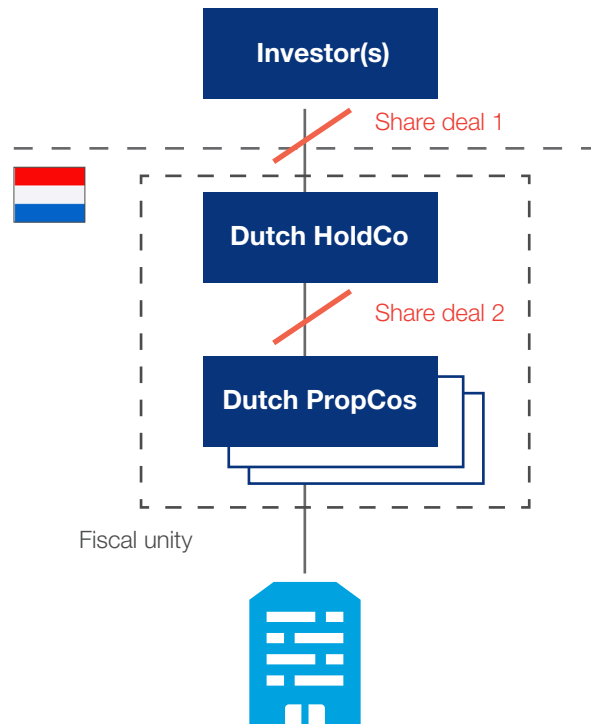 Investor(s)
Share deal 1
Dutch HoldCo
Share deal 2
Dutch PropCos
Fiscal unity